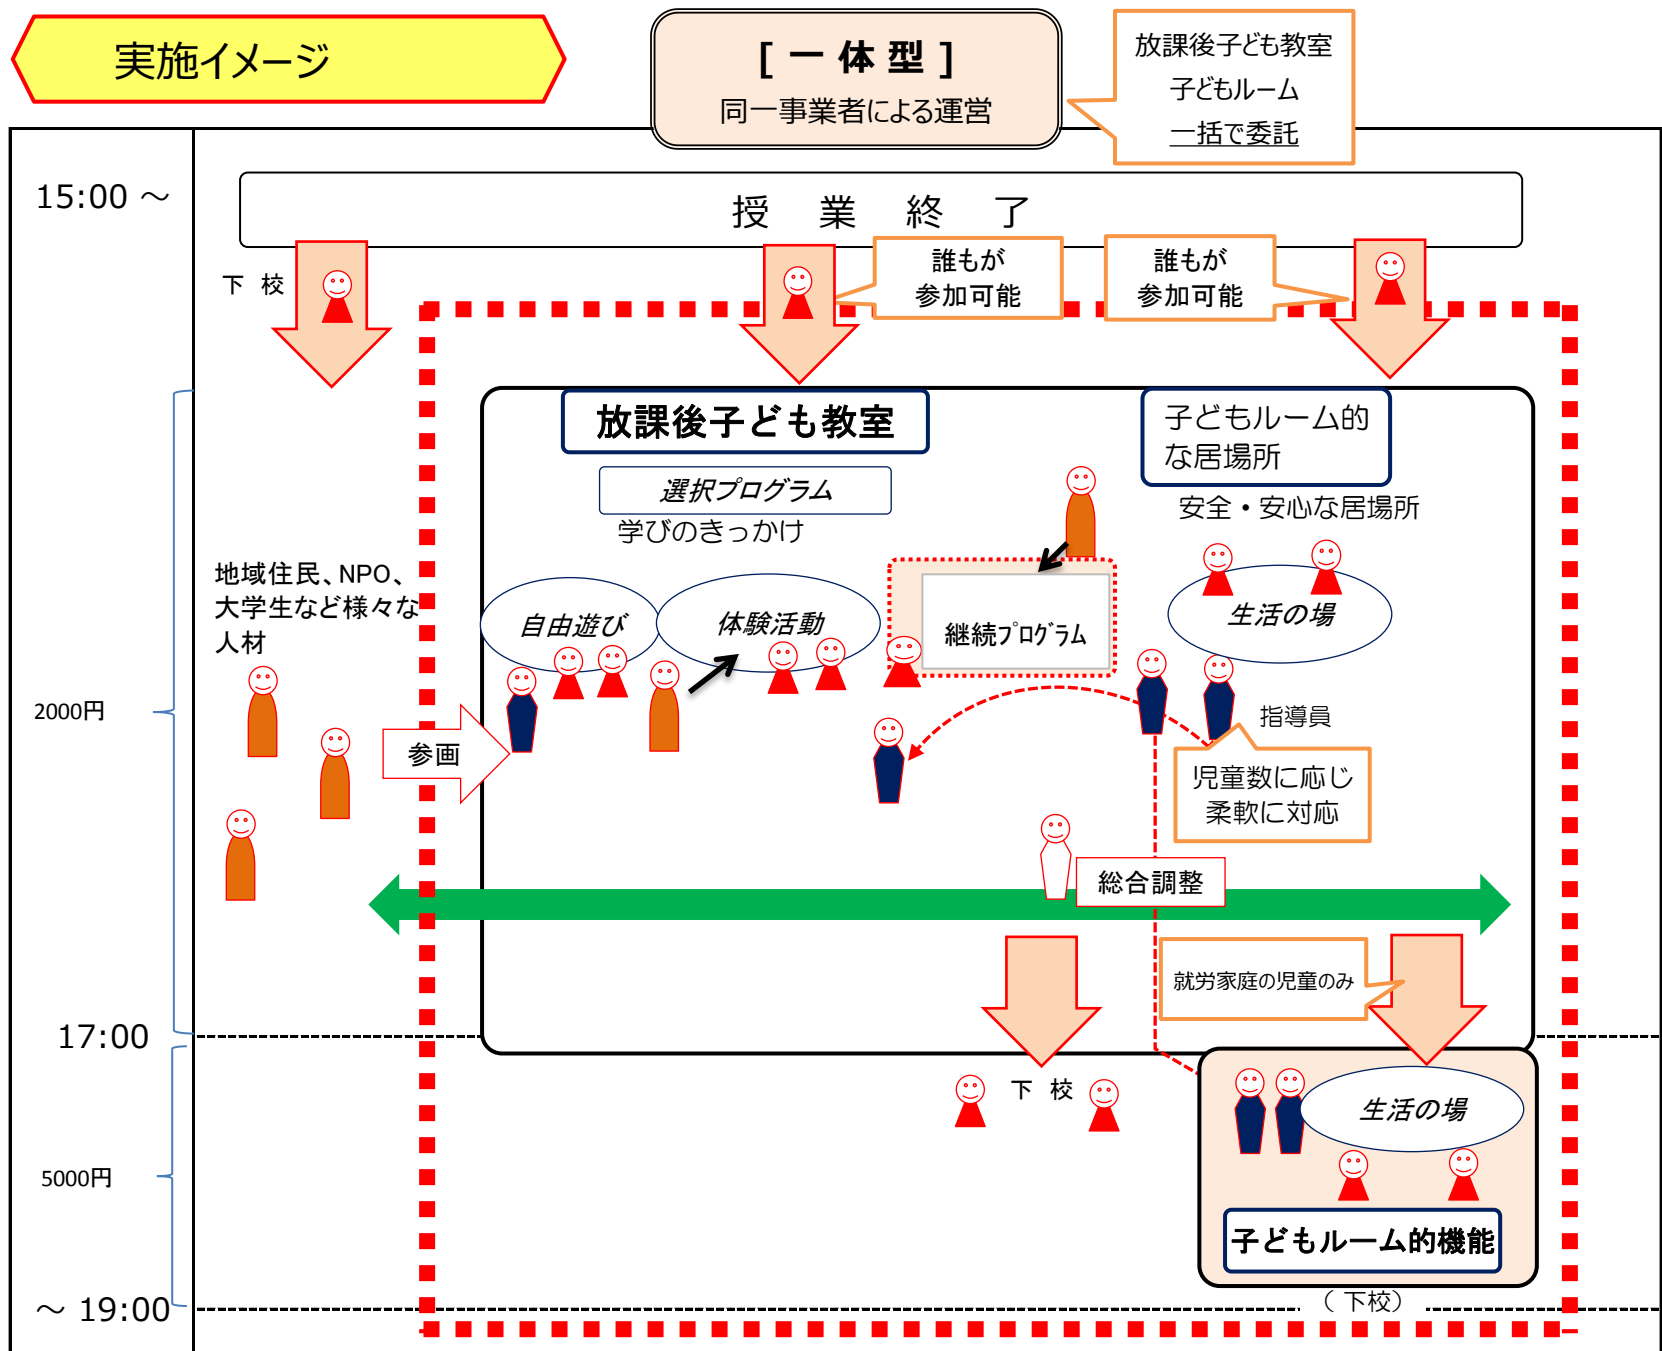 実施イメージ
[ 一 体 型 ]
同一事業者による運営
放課後子ども教室
子どもルーム
一括で委託
15:00 ～
授 業 終 了
下 校
誰もが
参加可能
誰もが
参加可能
放課後子ども教室
子どもルーム的
な居場所
選択プログラム
学びのきっかけ
安全・安心な居場所
地域住民、NPO、
大学生など様々な
人材
自由遊び
体験活動
継続プログラム
生活の場
2000円
参画
指導員
児童数に応じ
柔軟に対応
総合調整
就労家庭の児童のみ
17:00
下 校
生活の場
5000円
子どもルーム的機能
～ 19:00
（ 下校）